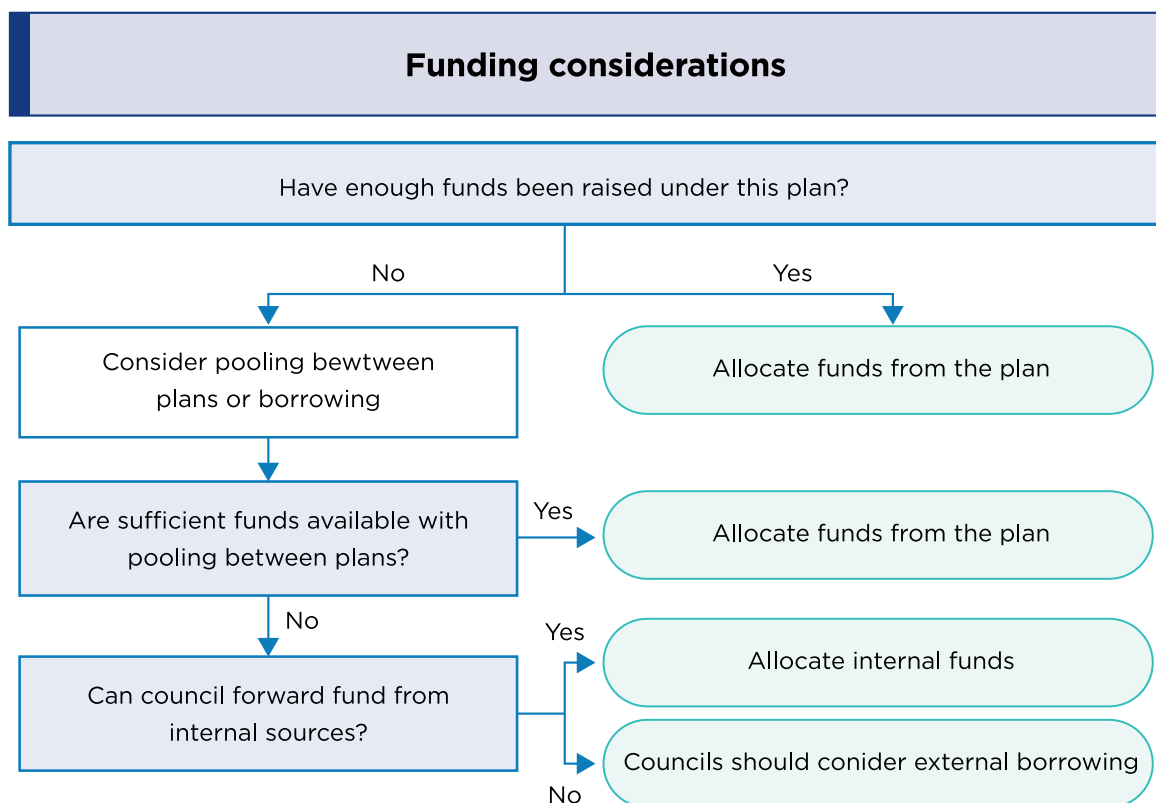 Funding considerations
Have enough funds been raised under this plan?
No
Yes
Consider pooling bewtween
plans or borrowing
Allocate funds from the plan
Are sufficient funds available with
pooling between plans?
Yes
Allocate funds from the plan
No
Can council forward fund from
internal sources?
Yes
Allocate internal funds
No
Councils should conider external borrowing